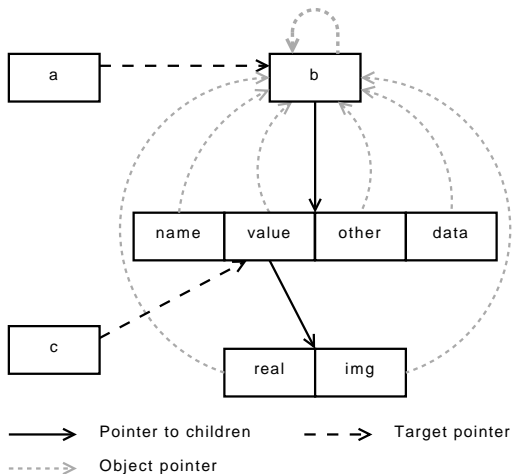 a
b
name value other data
c
real img
Pointer to children
Target pointer
Object pointer